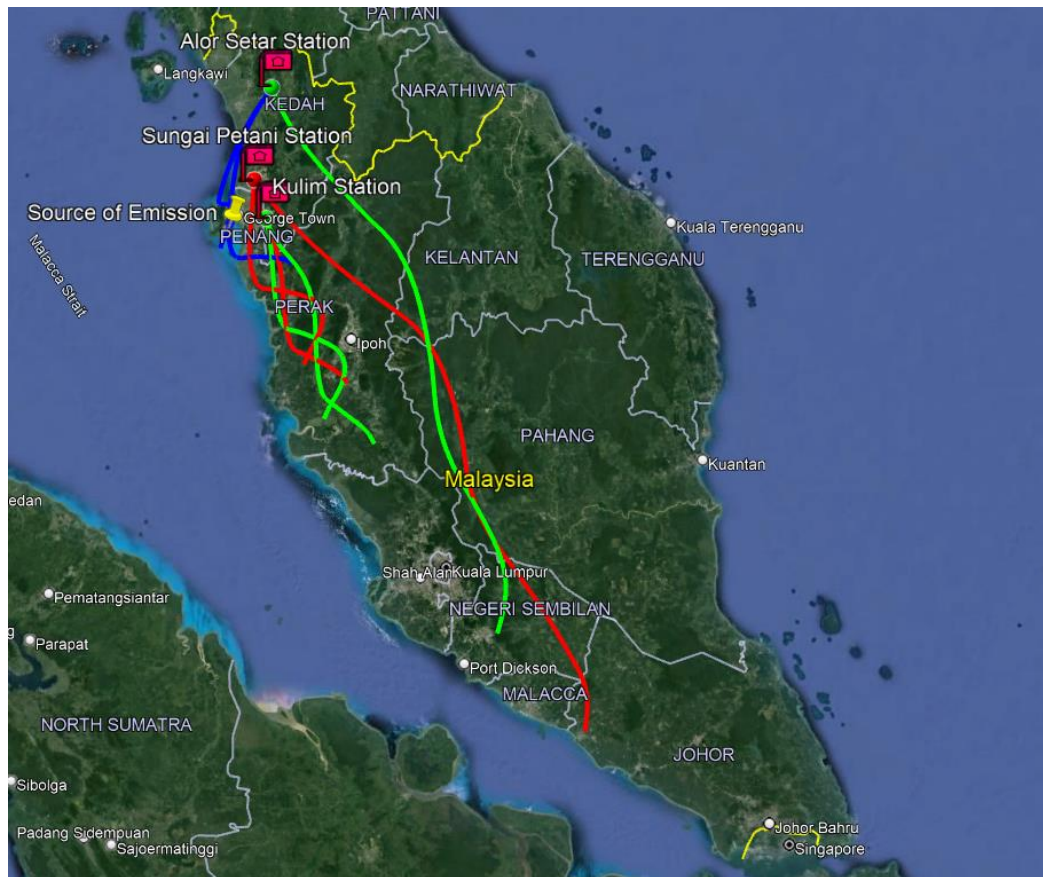 PATTANI
Alor Setar Station
Langkawi
KEDAH
NARATHIWAT
Sungai Petani Station
Kulim Station
Source of Emission
George Town
PENANG
Kuala Terengganu
KELANTAN
TERENGGANU
Malacca Strait
PERAK
Ipoh
PAHANG
Kuantan
Malaysia
edan
Shah Alam
Kuala Lumpur
Pematangsiantar
NEGERI SEMBILAN
g
Parapat
Port Dickson
MALACCA
NORTH SUMATRA
JOHOR
Sibolga
Padang Sidempuan
Sajoermatinggi
Johor Bahru
Singapore